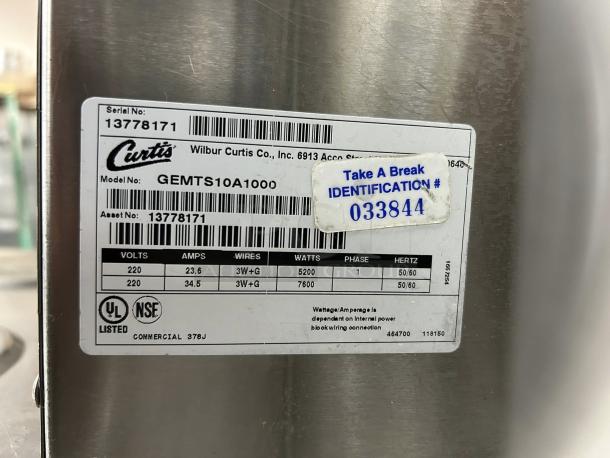 Serial No:
13778171
Curtis
Wilbur Curtis Co., Inc. 6913 Acco
Model No: GEMTS10A1000
Asset No: 13778171
Take A Break
IDENTIFICATION #
033844
VOLTS AMPS WIRES WATTS PHASE HERTZ
220 23.6 3W+G 5200 1 50/60
220 34.5 3W+G 7600 50/60
UL
LISTED
NSF
COMMERCIAL 378J
Wattage/Amperage is
dependant on internal power
block wiring connection
464700 118150